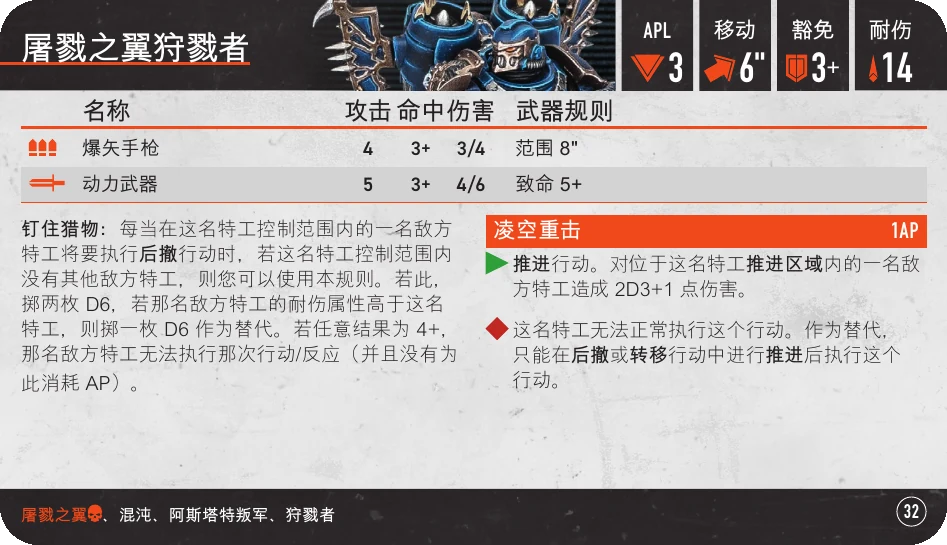 屠戮之翼狩戮者
APL 移动 豁免 耐伤
3 6" 3+ 14
名称 攻击 命中 伤害 武器规则
爆矢手枪 4 3+ 3/4 范围 8"
动力武器 5 3+ 4/6 致命 5+
钉住猎物：每当在这名特工控制范围内的一名敌方
特工将要执行后撤行动时，若这名特工控制范围内
没有其他敌方特工，则您可以使用本规则。若此，
掷两枚 D6，若那名敌方特工的耐伤属性高于这名
特工，则掷一枚 D6 作为替代。若任意结果为 4+，
那名敌方特工无法执行那次行动/反应（并且没有为
此消耗 AP）。
凌空重击 1AP
推进行动。对位于这名特工推进区域内的一名敌
方特工造成 2D3+1 点伤害。
这名特工无法正常执行这个行动。作为替代，
只能在后撤或转移行动中进行推进后执行这个
行动。
屠戮之翼、混沌、阿斯塔特叛军、狩戮者
32